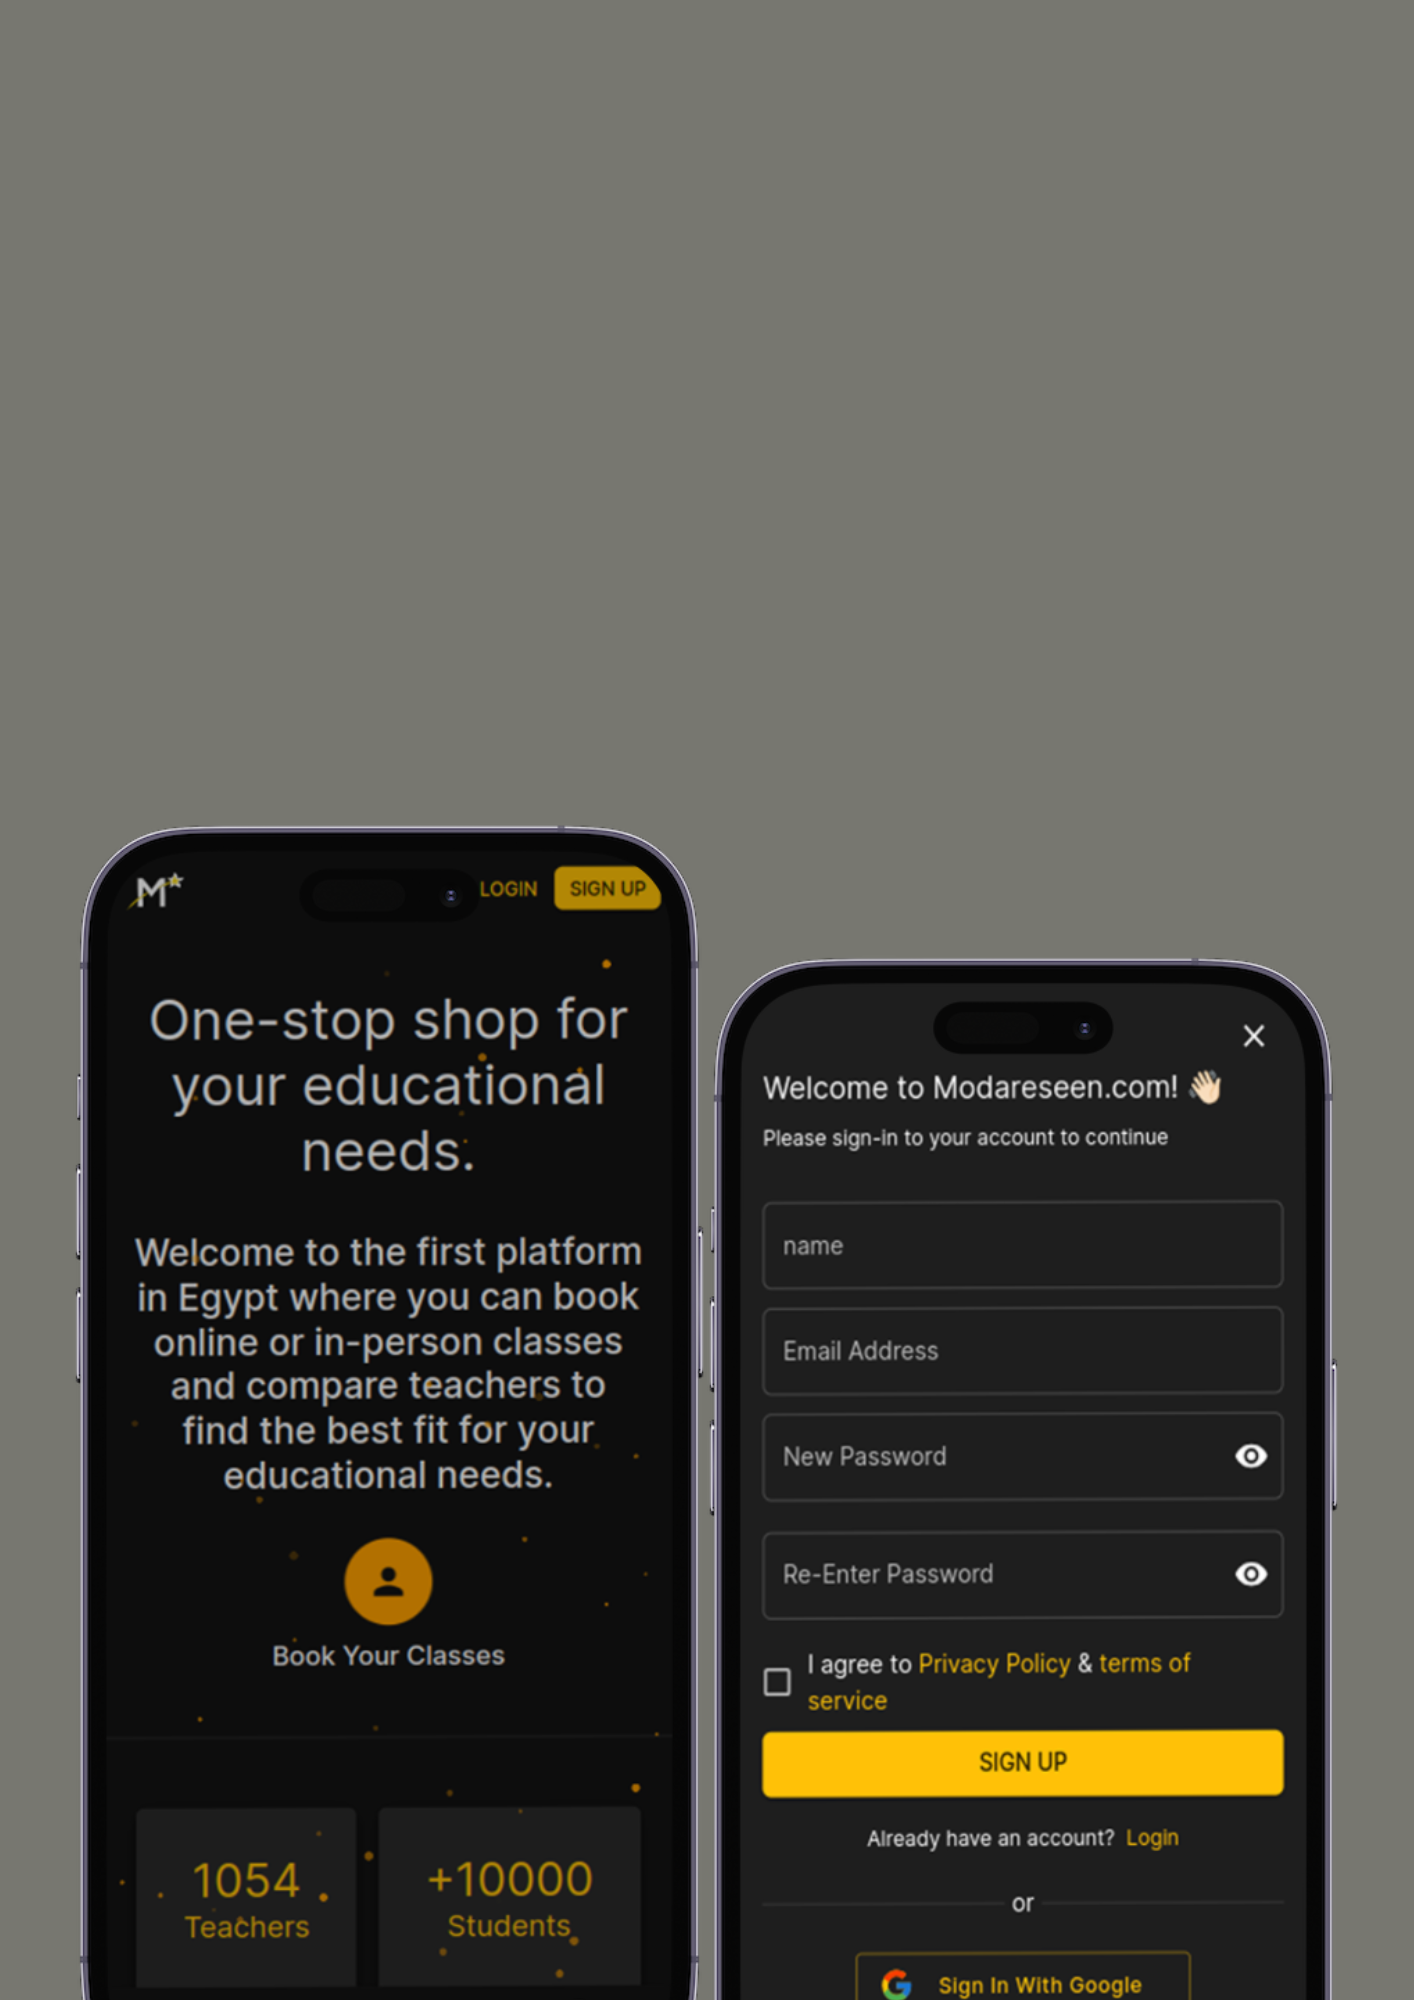 M
LOGIN
SIGN UP
One-stop shop for
your educational
needs.
Welcome to the first platform
in Egypt where you can book
online or in-person classes
and compare teachers to
find the best fit for your
educational needs.
Book Your Classes
1054
Teachers
+10000
Students
Welcome to Modareseen.com! 👋🏻
Please sign-in to your account to continue
name
Email Address
New Password
Re-Enter Password
I agree to Privacy Policy & terms of
service
SIGN UP
Already have an account? Login
or
Sign In With Google